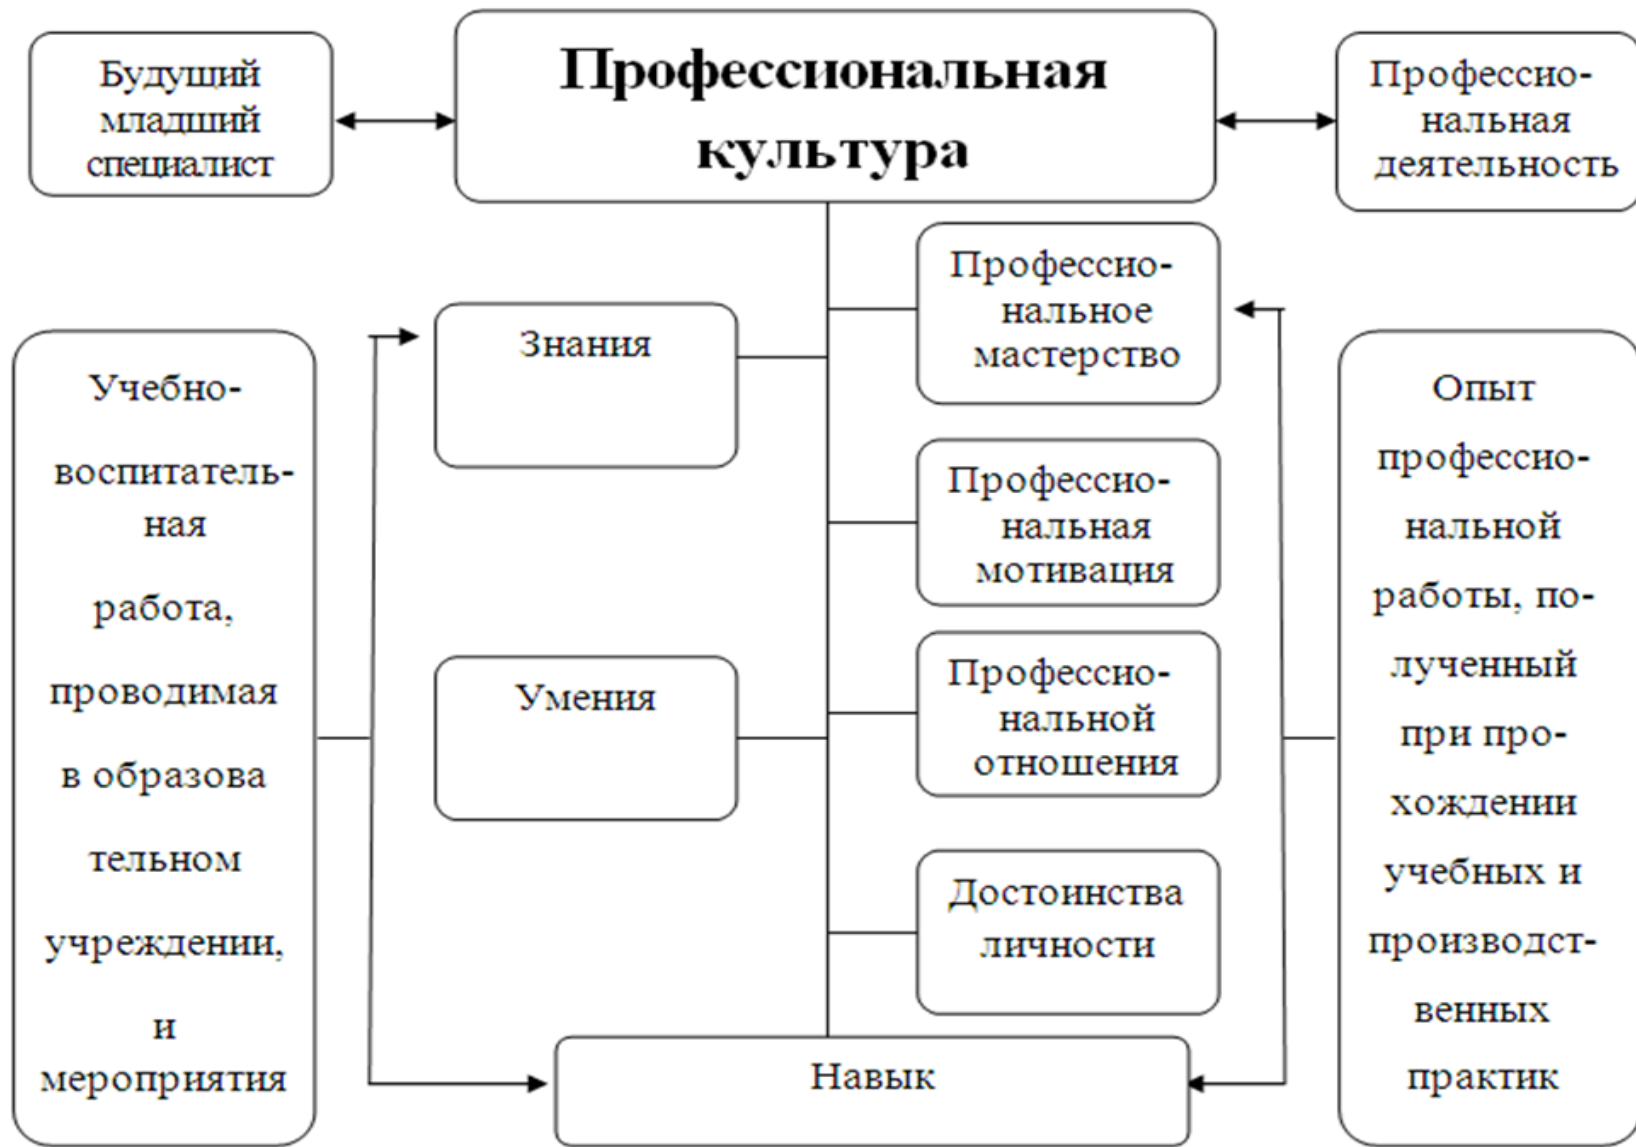 Будущий
младший
специалист
Профессиональная
культура
Профессио-
нальная
деятельность
Знания
Умения
Профессио-
нальное
мастерство
Профессио-
нальная
мотивация
Профессио-
нальной
отношения
Достоинства
личности
Навык
Учебно-
воспитатель-
ная
работа,
проводимая
в образова
тельном
учреждении,
и
мероприятия
Опыт
профессио-
нальной
работы, по-
лученный
при про-
хождении
учебных и
производст-
венных
практик